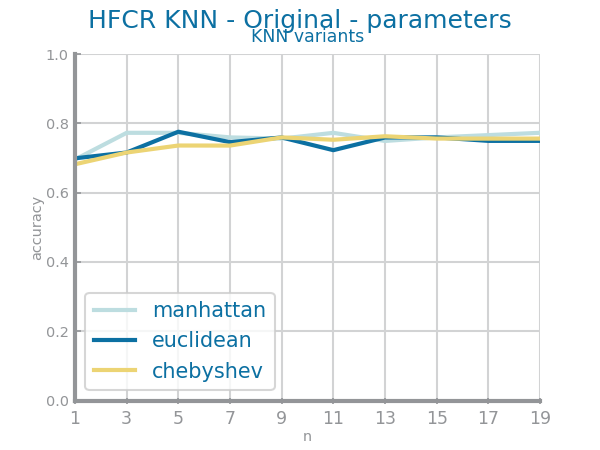 HFCR KNN - Original - parameters
KNN variants
1.0
0.8
0.6
0.4
0.2
0.0
accuracy
manhattan
euclidean
chebyshev
1 3 5 7 9 11 13 15 17 19
n